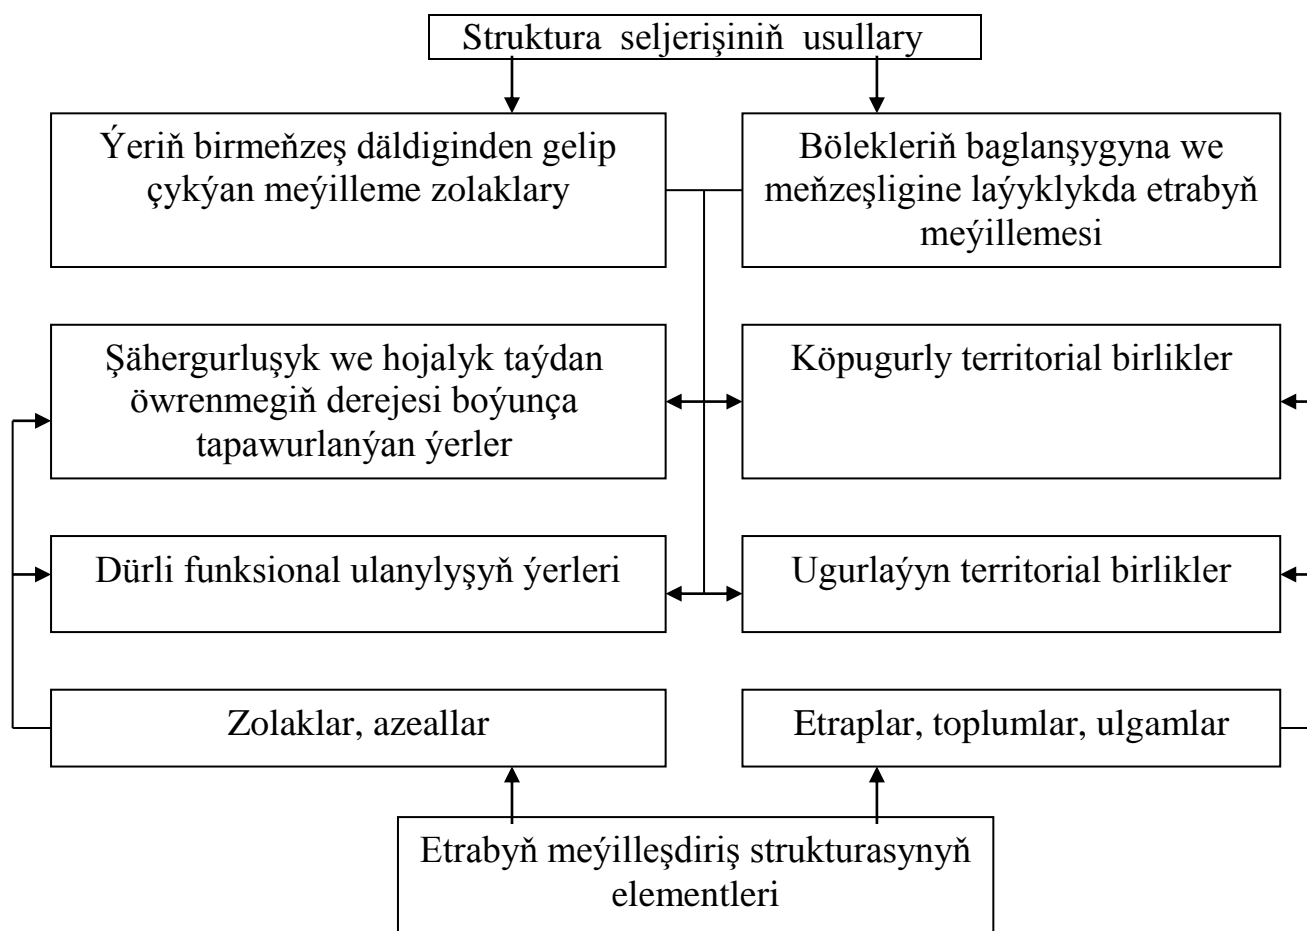 Struktura seljerişiniň usullary
Ýeriň birmeňzeş däldiginden gelip
çykýan meýilleme zolaklary
Bölekleriň baglanşygyna we
meňzeşligine laýyklykda etrabyň
meýillemesi
Şähergurluşyk we hojalyk taýdan
öwrenmegiň derejesi boýunça
tapawurlanýan ýerler
Köpugurly territorial birlikler
Dürli funksional ulanylyşyň ýerleri
Ugurlaýyn territorial birlikler
Zolaklar, azeallar
Etraplar, toplumlar, ulgamlar
Etrabyň meýilleşdiriş strukturasynyň
elementleri